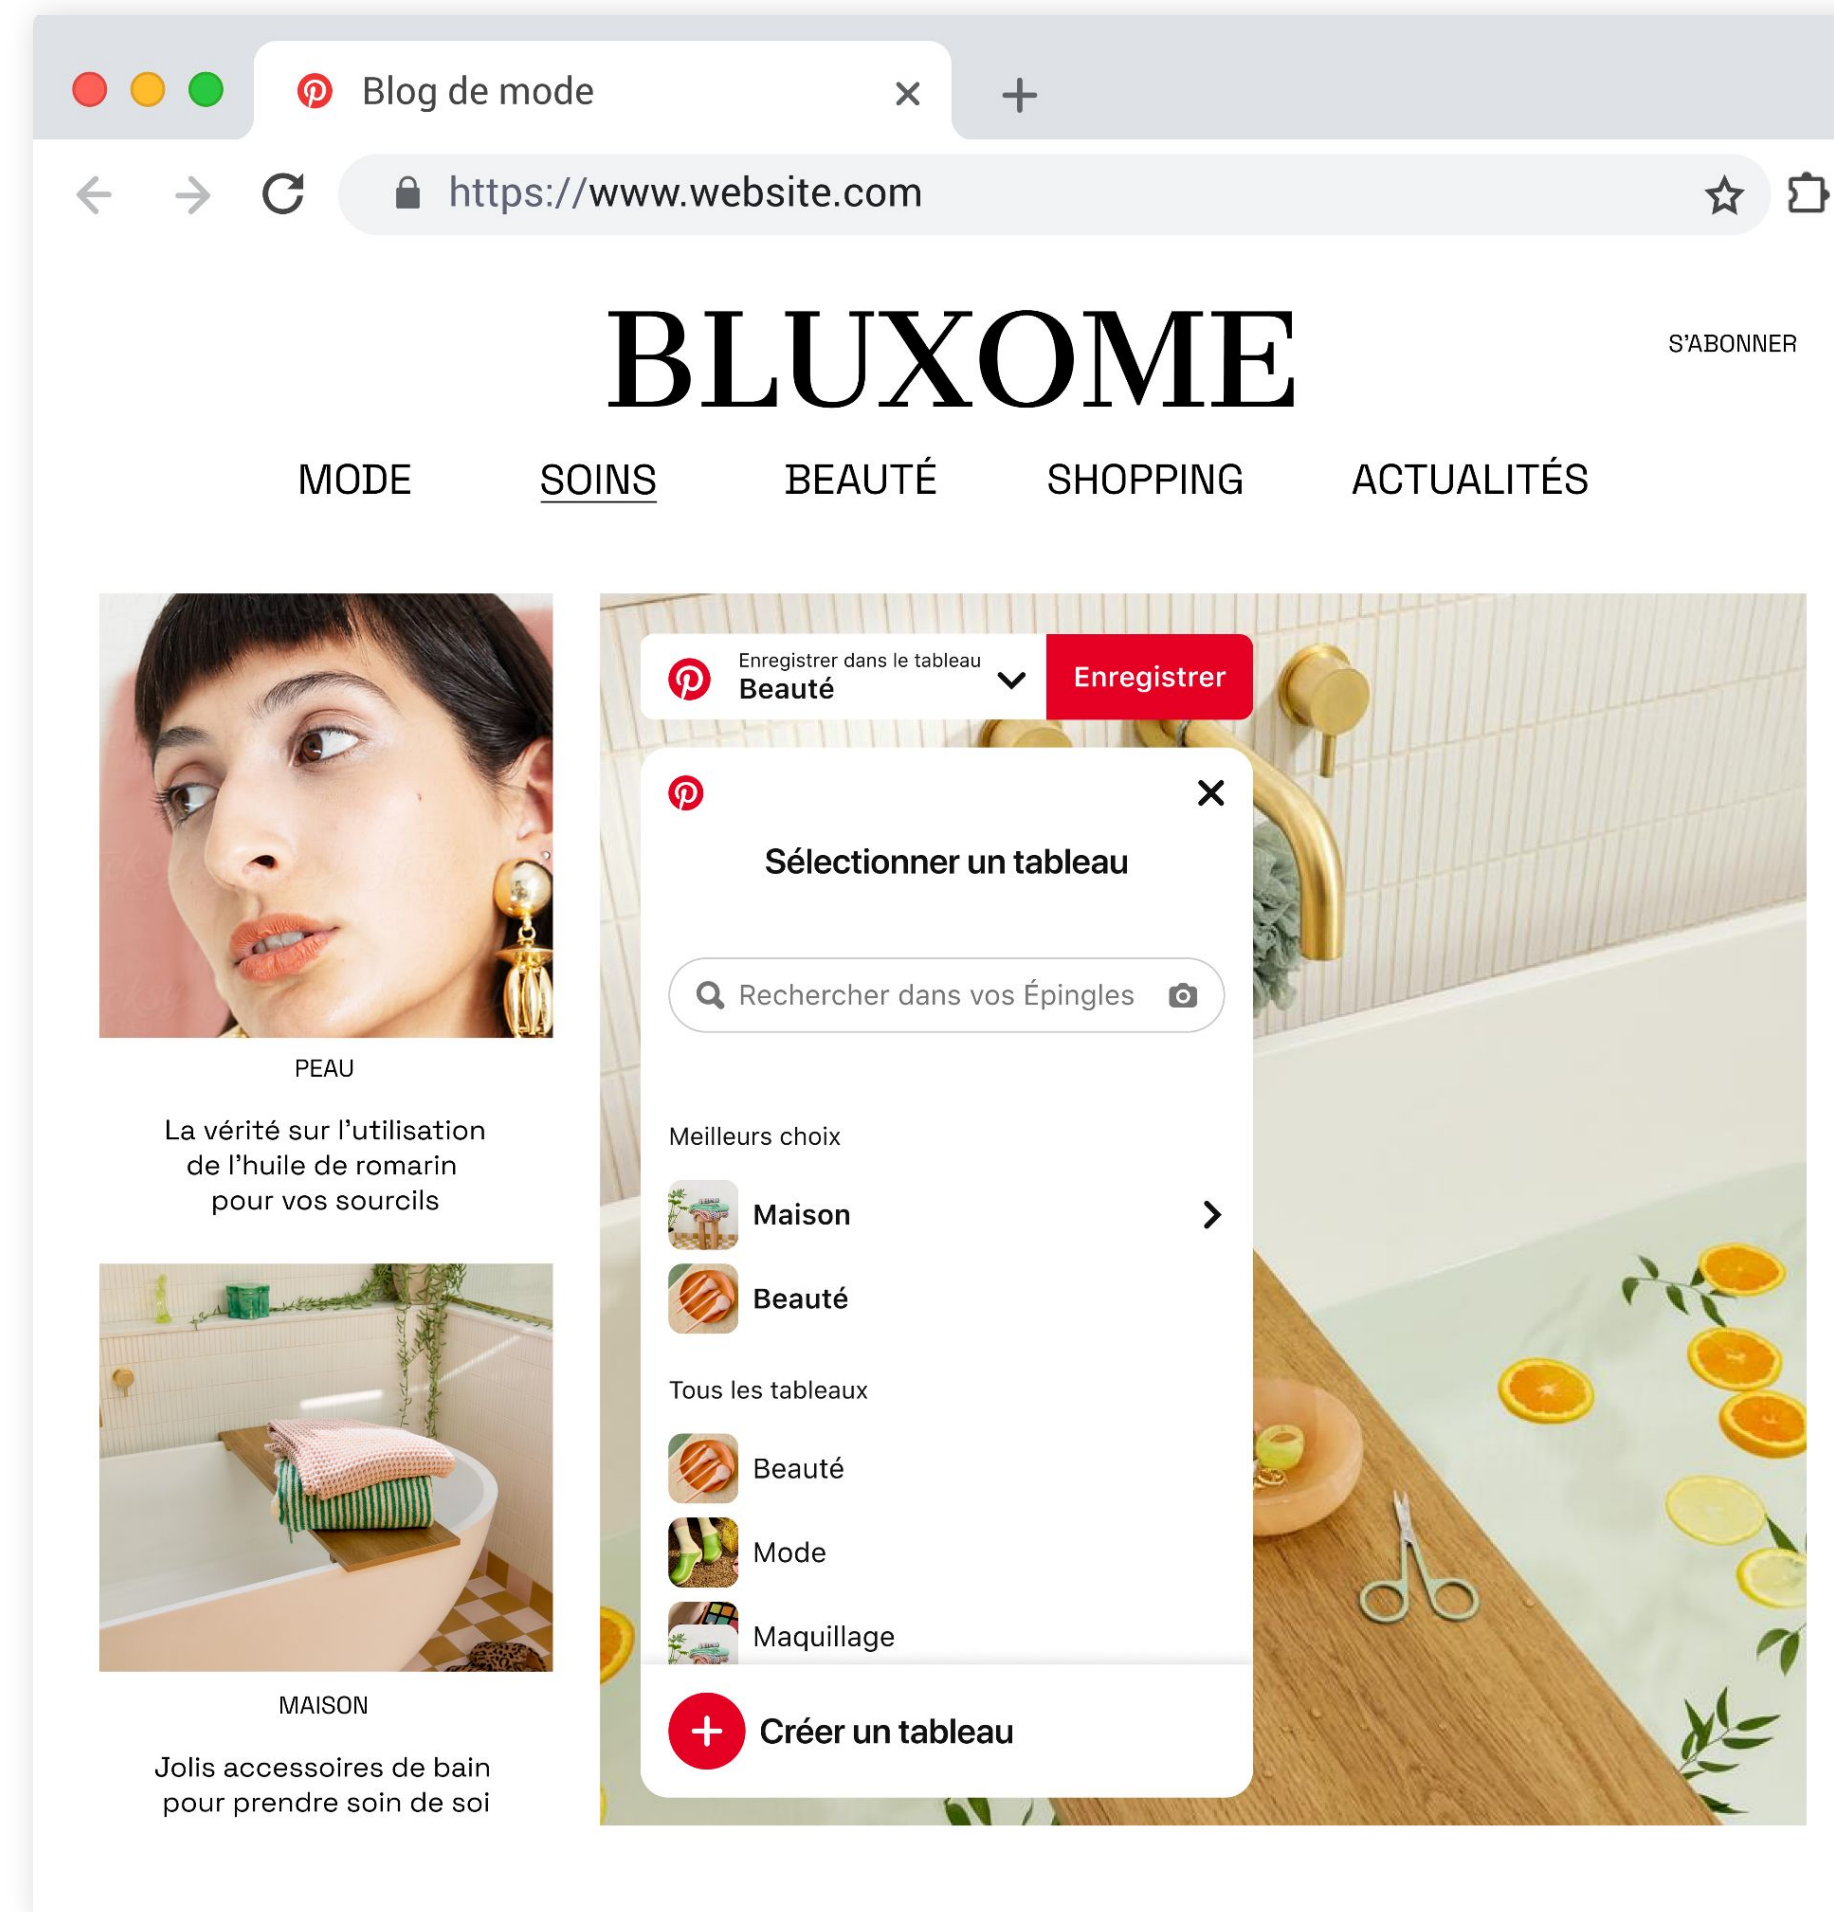 Blog de mode
https://www.website.com
BLUXOME
S'ABONNER
MODE SOINS BEAUTÉ SHOPPING ACTUALITÉS
PEAU
La vérité sur l'utilisation
de l'huile de romarin
pour vos sourcils
MAISON
Jolis accessoires de bain
pour prendre soin de soi
Enregistrer dans le tableau
Beauté
Enregistrer
Sélectionner un tableau
Rechercher dans vos Épingles
Meilleurs choix
Maison
Beauté
Tous les tableaux
Beauté
Mode
Maquillage
Créer un tableau